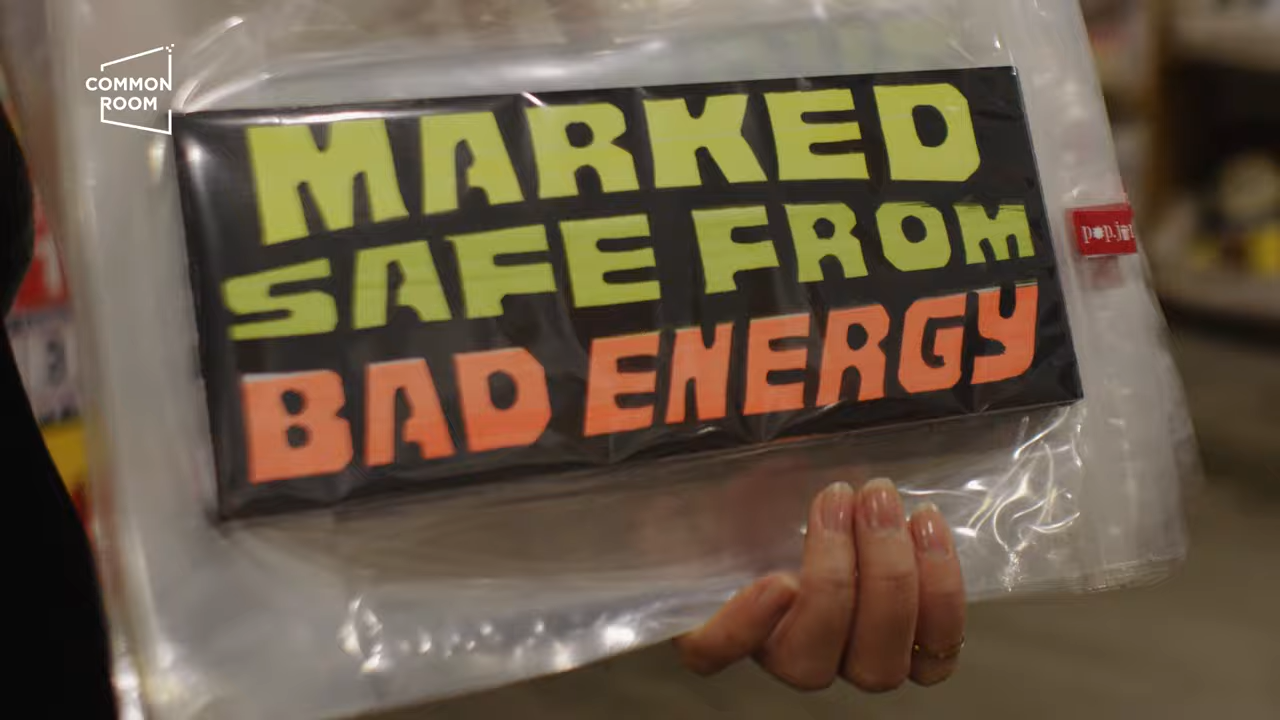 COMMON
ROOM
MARKED
SAFE FROM
BAD ENERGY